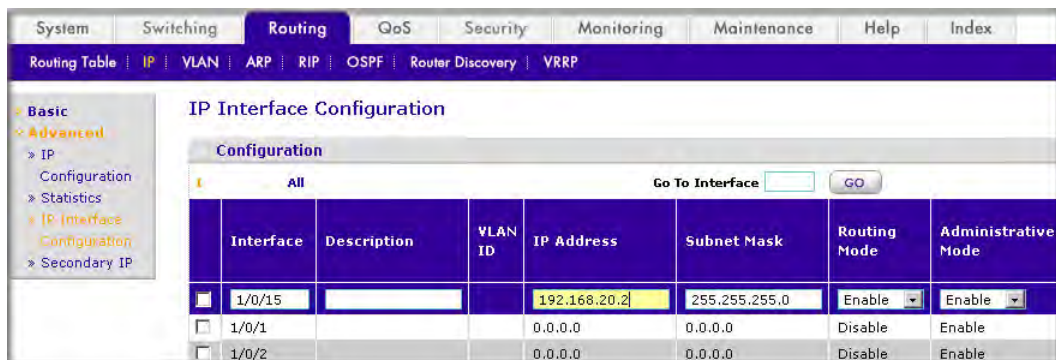 System Switching Routing QoS Security Monitoring Maintenance Help Index
Routing Table IP VLAN ARP RIP OSPF Router Discovery VRRP
Basic
Advanced
» IP
Configuration
» Statistics
» IP Interface
Configuration
» Secondary IP
IP Interface Configuration
Configuration
All Go To Interface GO
Interface Description VLAN ID IP Address Subnet Mask Routing Mode Administrative Mode
1/0/15 192.168.20.2 255.255.255.0 Enable Enable
1/0/1 0.0.0.0 0.0.0.0 Disable Enable
1/0/2 0.0.0.0 0.0.0.0 Disable Enable